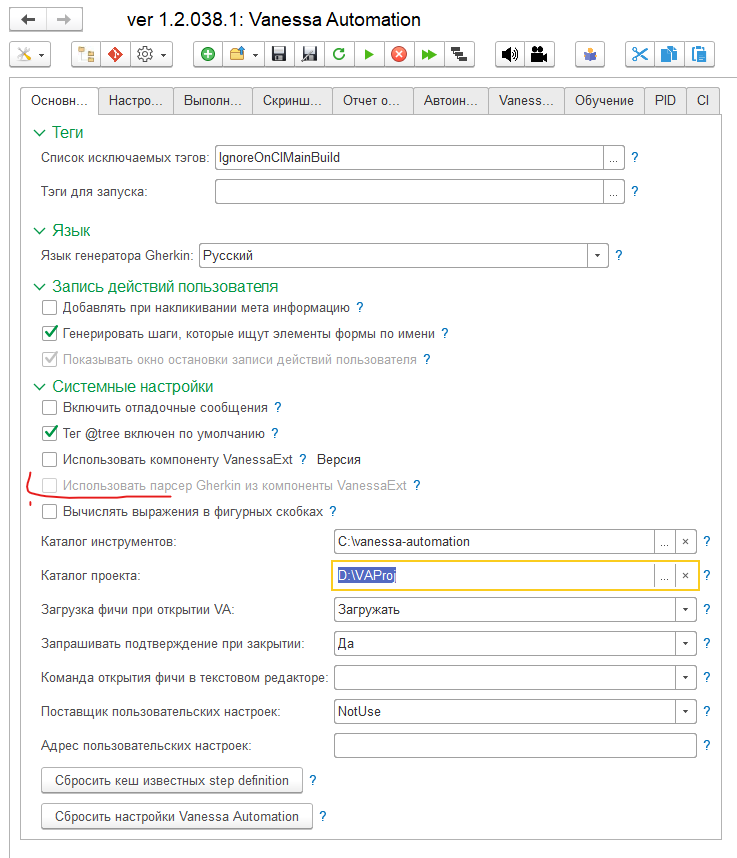 ver 1.2.038.1: Vanessa Automation
Основн... Настро... Выполн... Скринш... Отчет о... Автоин... Vaness... Обучение PID CI
Теги
Список исключаемых тэгов: IgnoreOnCIMainBuild ... ?
Тэги для запуска: ... ?
Язык
Язык генератора Gherkin: Русский ?
Запись действий пользователя
Добавлять при накликивании мета информацию ?
Генерировать шаги, которые ищут элементы формы по имени ?
Показывать окно остановки записи действий пользователя ?
Системные настройки
Включить отладочные сообщения ?
Тег @tree включен по умолчанию ?
Использовать компоненту VanessaExt ? Версия
Использовать парсер Gherkin из компоненты VanessaExt ?
Вычислять выражения в фигурных скобках ?
Каталог инструментов: C:\vanessa-automation ... × ?
Каталог проекта: D:\VAProj ... × ?
Загрузка фичи при открытии VA: Загружать ?
Запрашивать подтверждение при закрытии: Да ?
Команда открытия фичи в текстовом редакторе: ?
Поставщик пользовательских настроек: NotUse ?
Адрес пользовательских настроек: ?
Сбросить кеш известных step definition ?
Сбросить настройки Vanessa Automation ?